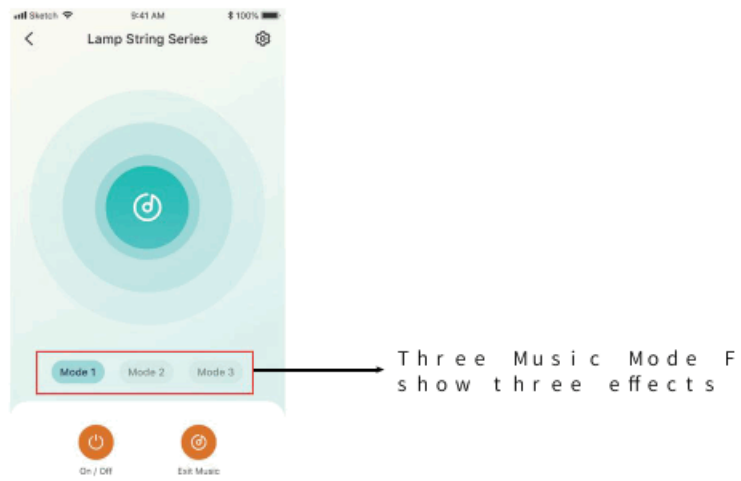 Sketch 9:41 AM 100%
Lamp String Series
Mode 1 Mode 2 Mode 3
Three Music Mode F
show three effects
On / Off Exit Music